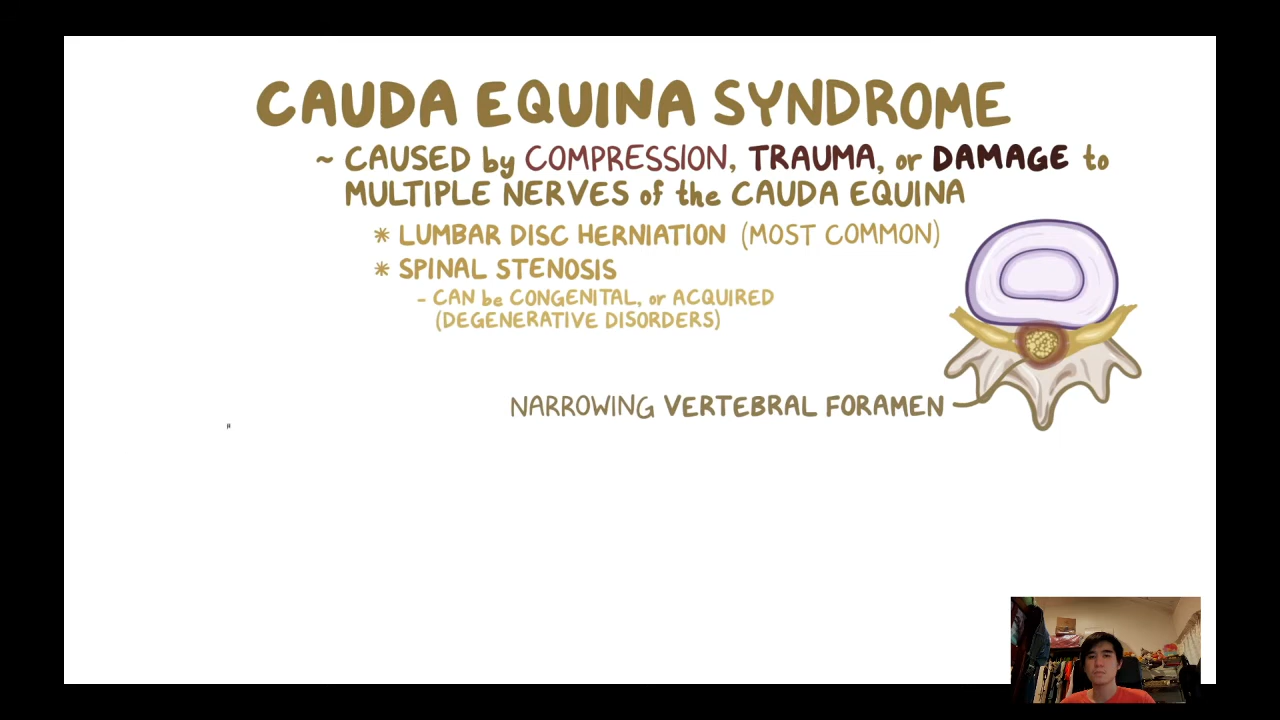 CAUDA EQUINA SYNDROME
~ CAUSED by COMPRESSION, TRAUMA, or DAMAGE to
MULTIPLE NERVES of the CAUDA EQUINA
* LUMBAR DISC HERNIATION (MOST COMMON)
* SPINAL STENOSIS
- CAN be CONGENITAL, or ACQUIRED
(DEGENERATIVE DISORDERS)
NARROWING VERTEBRAL FORAMEN